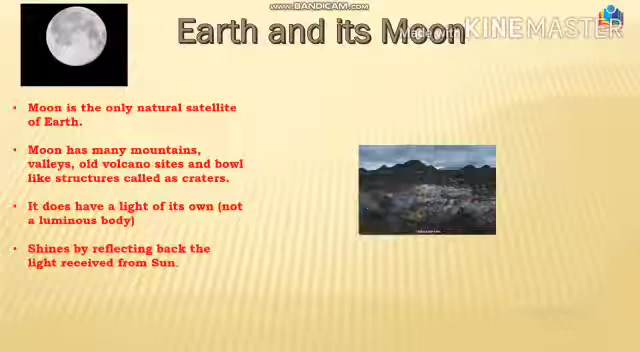 WWW.BANDICAM.COM
Earth and its Moon
Made with KINEMASTER
• Moon is the only natural satellite
of Earth.
• Moon has many mountains,
valleys, old volcano sites and bowl
like structures called as craters.
• It does have a light of its own (not
a luminous body)
• Shines by reflecting back the
light received from Sun.